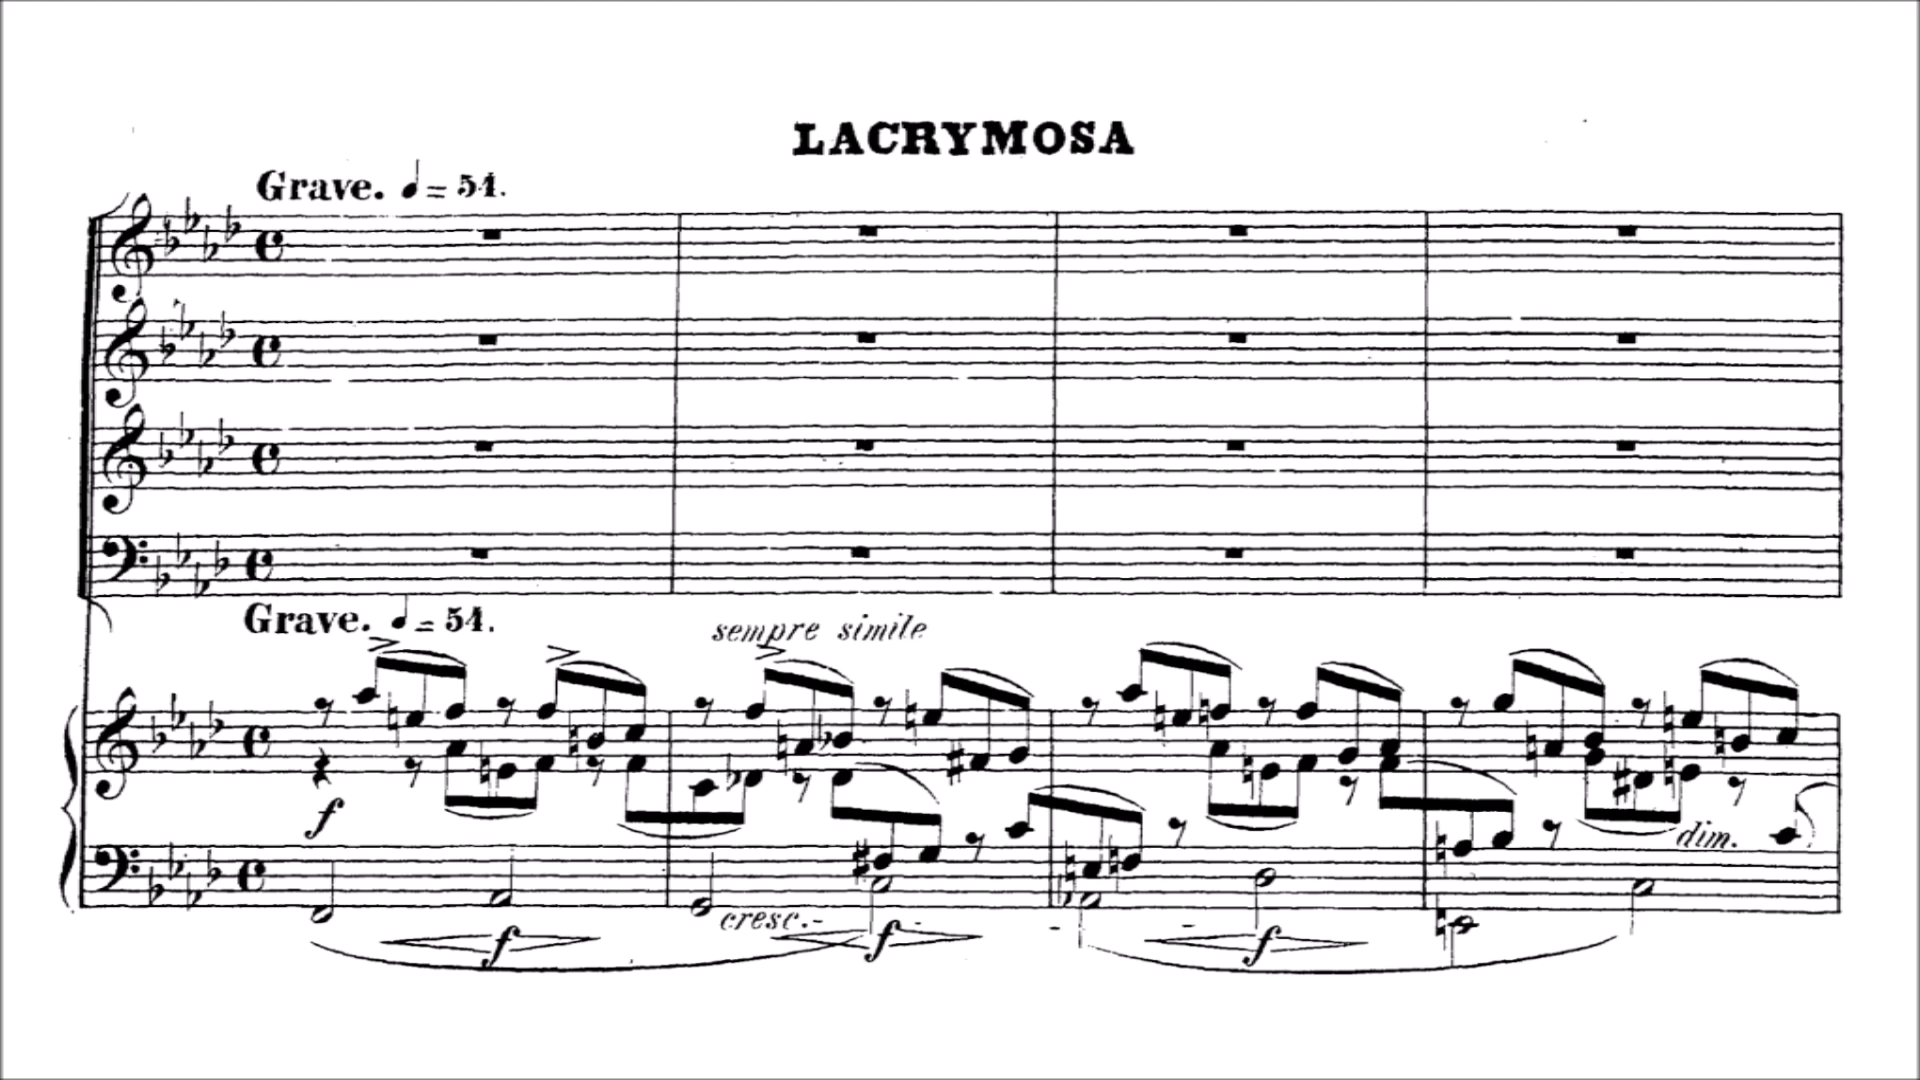 LACRYMOSA
Grave. ♩ = 54.
Grave. ♩ = 54.
sempre simile
f
dim.
cresc.-
f f f